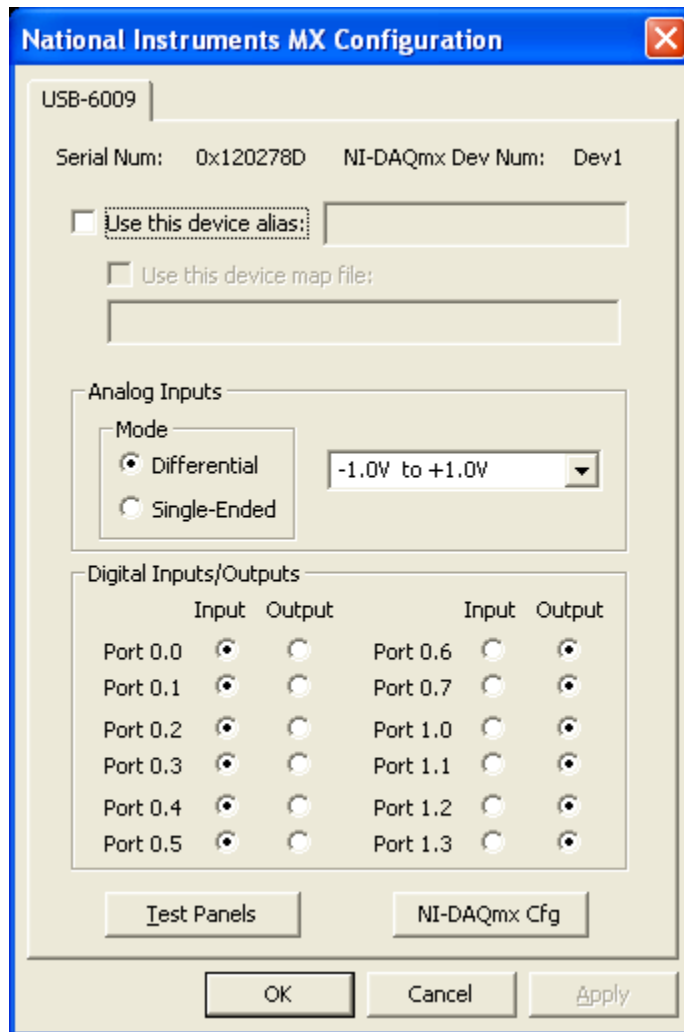 National Instruments MX Configuration
USB-6009
Serial Num: 0x120278D NI-DAQmx Dev Num: Dev1
Use this device alias:
Use this device map file:
Analog Inputs
Mode
Differential
-1.0V to +1.0V
Single-Ended
Digital Inputs/Outputs
Input Output Input Output
Port 0.0 Port 0.6
Port 0.1 Port 0.7
Port 0.2 Port 1.0
Port 0.3 Port 1.1
Port 0.4 Port 1.2
Port 0.5 Port 1.3
Test Panels NI-DAQmx Cfg
OK Cancel Apply